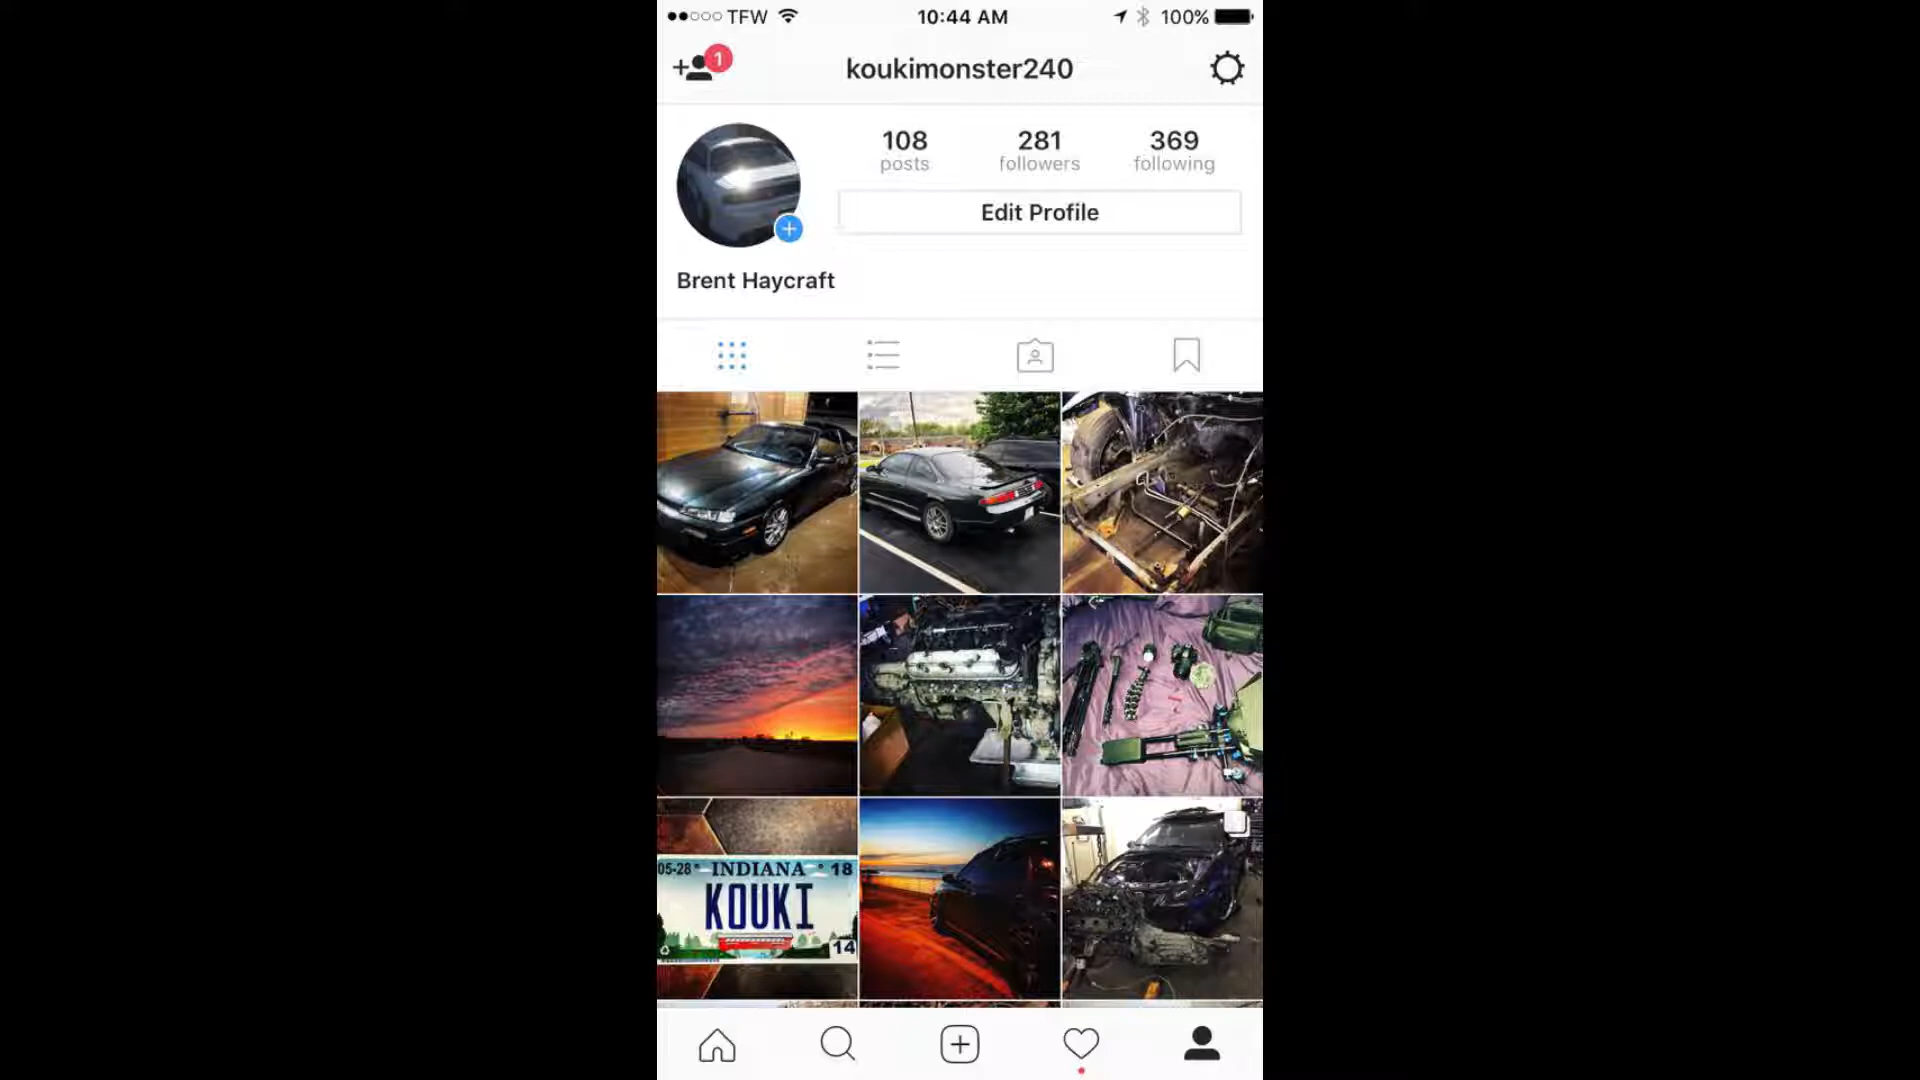 TFW 10:44 AM 100%
1
koukimonster240
108 281 369
posts followers following
Edit Profile
Brent Haycraft
05-28 INDIANA 18
KOUKI
14